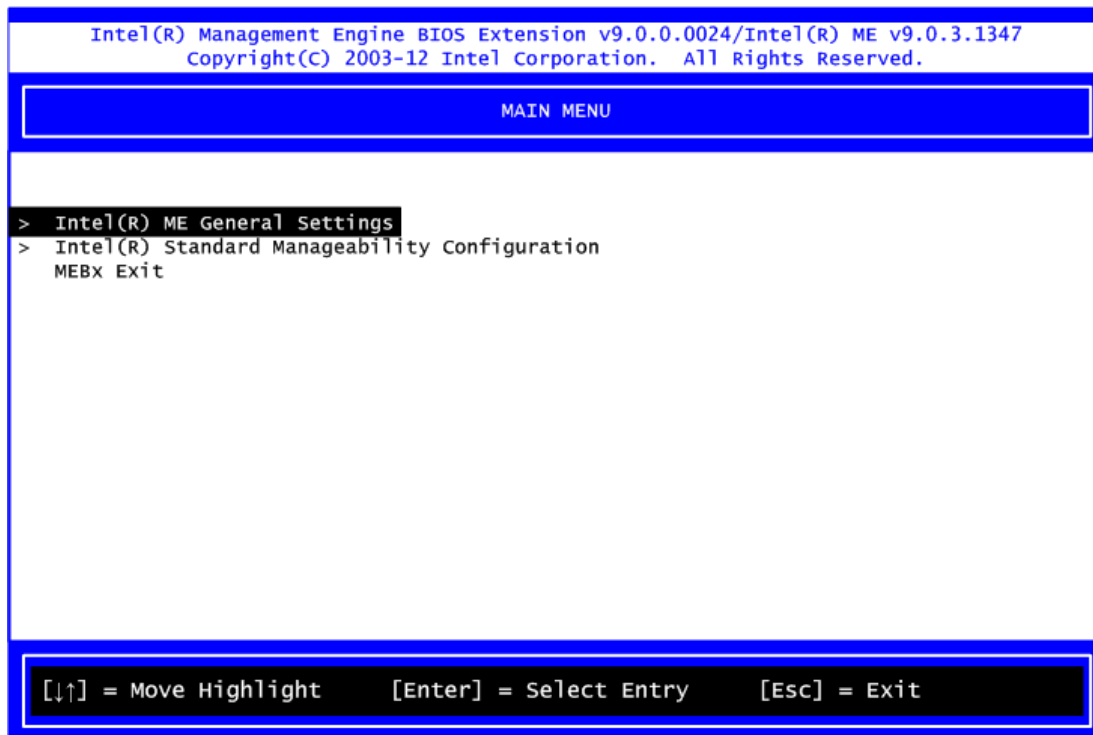 Intel(R) Management Engine BIOS Extension v9.0.0.0024/Intel(R) ME v9.0.3.1347
Copyright(C) 2003-12 Intel Corporation.  All Rights Reserved.
MAIN MENU
>  Intel(R) ME General Settings
>  Intel(R) Standard Manageability Configuration
MEBx Exit
[↓↑] = Move Highlight      [Enter] = Select Entry      [Esc] = Exit